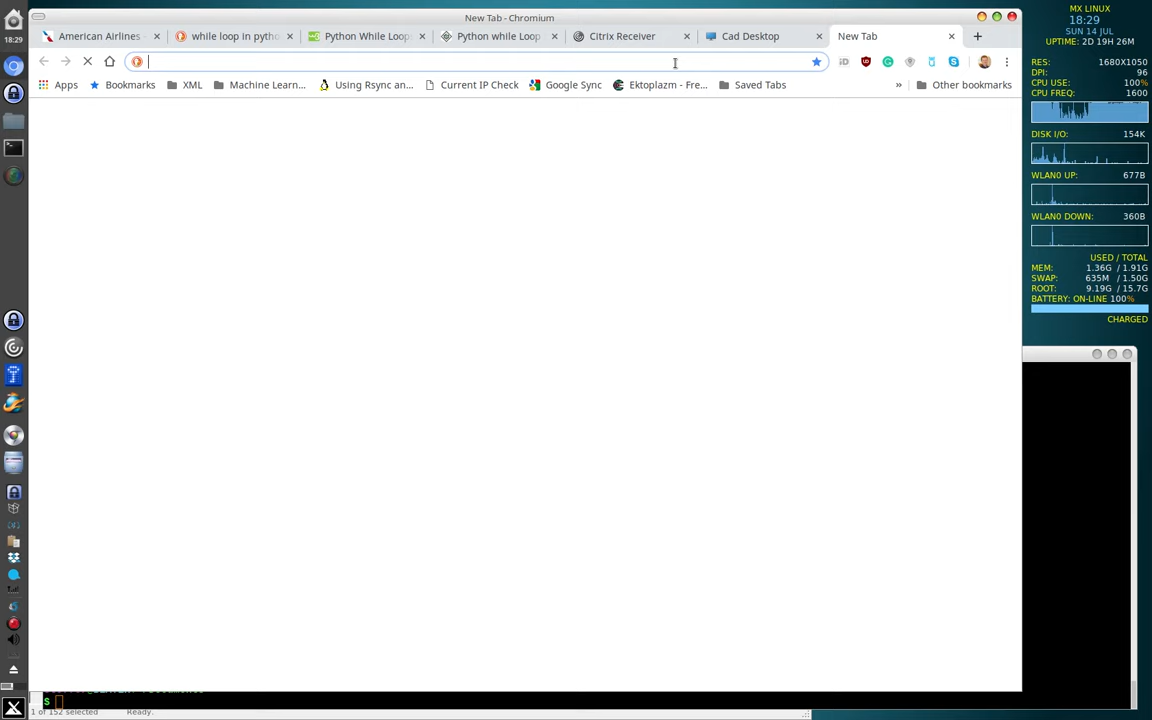 New Tab - Chromium
American Airlines -
while loop in pytho
Python While Loop
Python while Loop
Citrix Receiver
Cad Desktop
New Tab
Apps
Bookmarks
XML
Machine Learn...
Using Rsync an...
Current IP Check
Google Sync
Ektoplazm - Fre...
Saved Tabs
»
Other bookmarks
18:29
MX LINUX
18:29
SUN 14 JUL
UPTIME: 2D 19H 26M
RES: 1680X1050
DPI: 96
CPU USE: 100%
CPU FREQ: 1600
DISK I/O: 154K
WLAN0 UP: 677B
WLAN0 DOWN: 360B
USED / TOTAL
MEM: 1.36G / 1.91G
SWAP: 635M / 1.50G
ROOT: 9.19G / 15.7G
BATTERY: ON-LINE 100%
CHARGED
$
1 of 152 selected Ready.